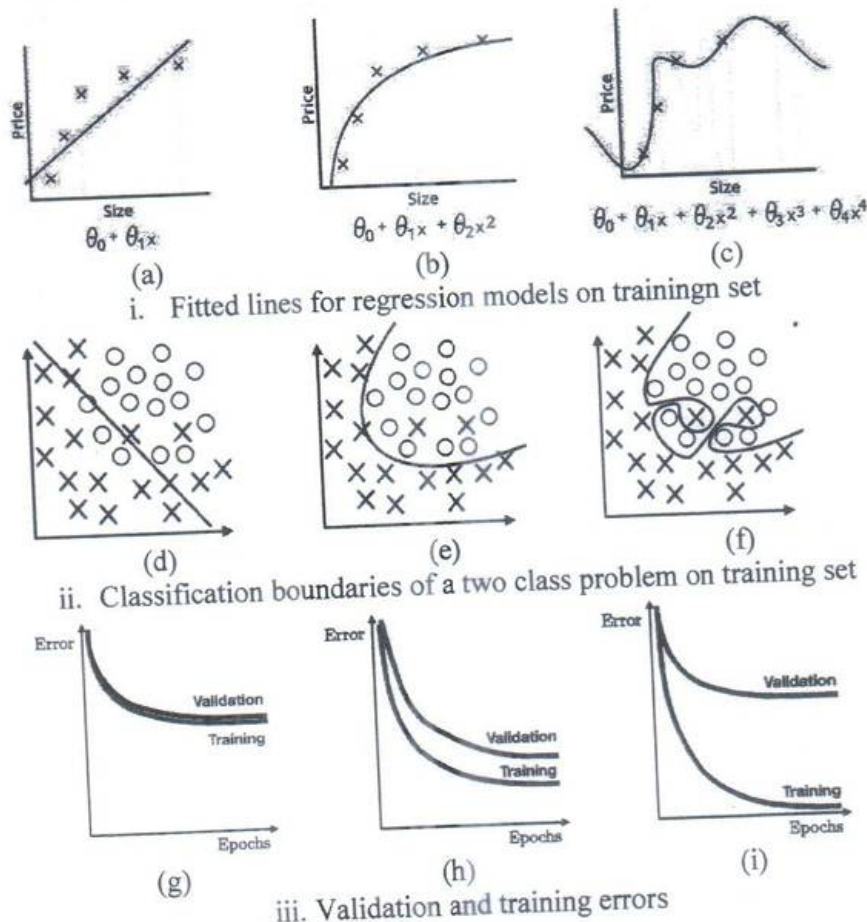 Price
Size
θ₀ + θ₁x
(a)
Price
Size
θ₀ + θ₁x + θ₂x²
(b)
Price
Size
θ₀ + θ₁x + θ₂x² + θ₃x³ + θ₄x⁴
(c)
i. Fitted lines for regression models on trainingn set
(d)
(e)
(f)
ii. Classification boundaries of a two class problem on training set
Error
Validation
Training
Epochs
(g)
Error
Validation
Training
Epochs
(h)
Error
Validation
Training
Epochs
(i)
iii. Validation and training errors